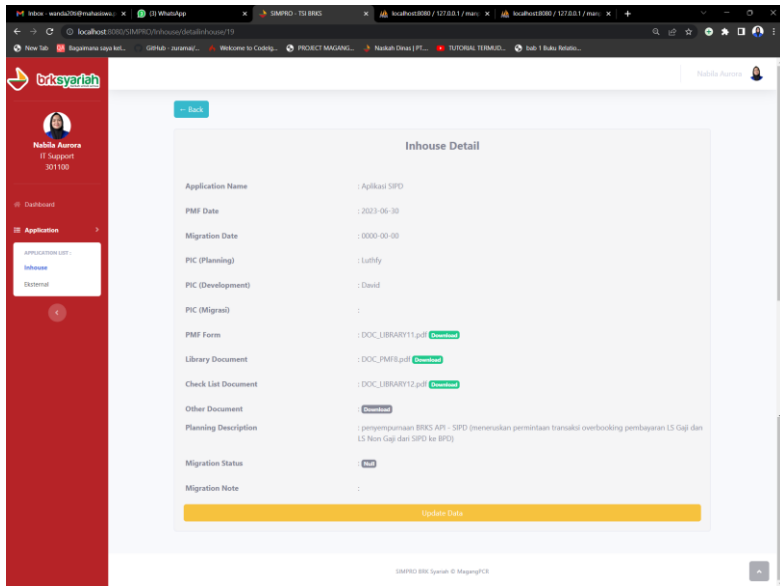 Inbox - wanda20ti@mahasiswa.
(3) WhatsApp
SIMPRO - TSI BRKS
localhost:8080 / 127.0.0.1 / mari
localhost:8080 / 127.0.0.1 / mari
localhost:8080/SIMPRO/Inhouse/detailinhouse/19
New Tab
Bagaimana saya kel...
GitHub - zuramai/...
Welcome to CodeIg...
PROJECT MAGANG...
Naskah Dinas | PT....
TUTORIAL TERMUD...
bab 1 Buku Relatio...
brksyariah
Nabila Aurora
Nabila Aurora
IT Support
301100
Dashboard
Application
APPLICATION LIST :
Inhouse
Eksternal
← Back
Inhouse Detail
Application Name : Aplikasi SIPD
PMF Date : 2023-06-30
Migration Date : 0000-00-00
PIC (Planning) : Luthfy
PIC (Development) : David
PIC (Migrasi) :
PMF Form : DOC_LIBRARY11.pdf Download
Library Document : DOC_PMF8.pdf Download
Check List Document : DOC_LIBRARY12.pdf Download
Other Document : Download
Planning Description : penyempurnaan BRKS API - SIPD (meneruskan permintaan transaksi overbooking pembayaran LS Gaji dan
LS Non Gaji dari SIPD ke BPD)
Migration Status : Null
Migration Note :
Update Data
SIMPRO BRK Syariah © MagangPCR